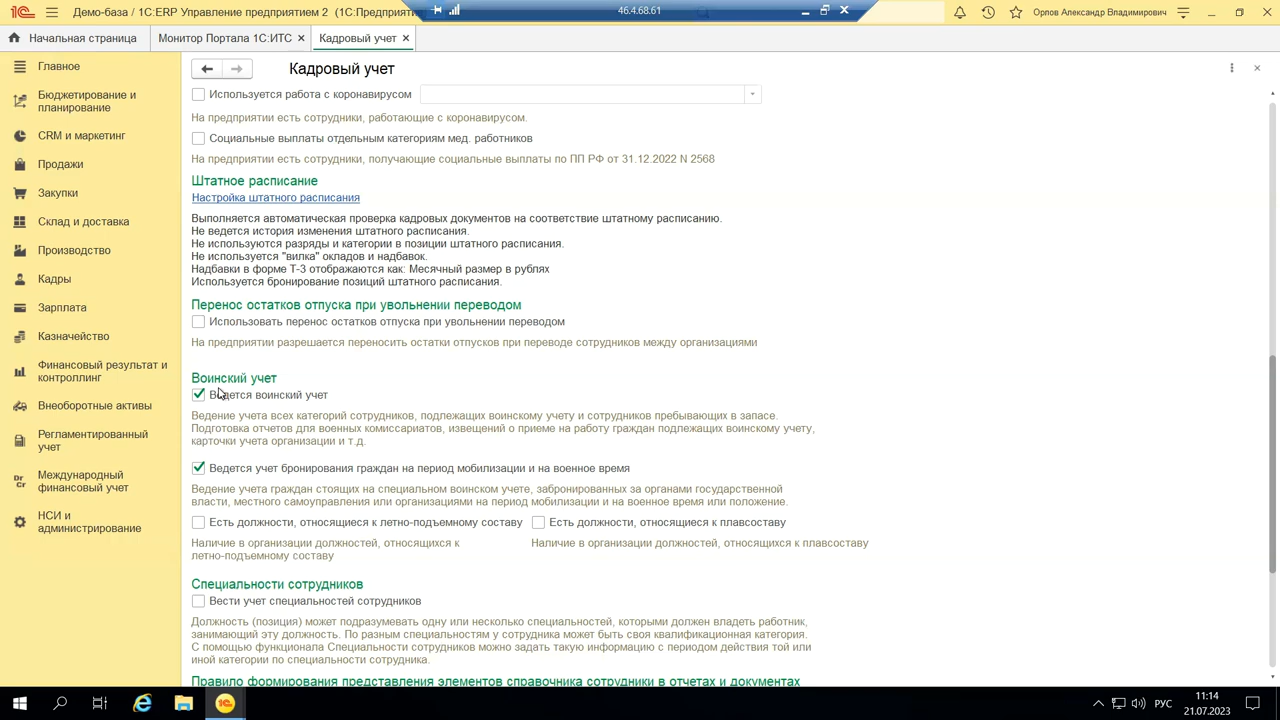 Демо-база / 1С:ERP Управление предприятием 2 (1С:Предприяти
46.4.68.61
Орлов Александр Владимирович
Начальная страница
Монитор Портала 1С:ИТС ×
Кадровый учет ×
Главное
Бюджетирование и
планирование
CRM и маркетинг
Продажи
Закупки
Склад и доставка
Производство
Кадры
Зарплата
Казначейство
Финансовый результат и
контроллинг
Внеоборотные активы
Регламентированный
учет
Международный
финансовый учет
НСИ и
администрирование
Кадровый учет
Используется работа с коронавирусом
На предприятии есть сотрудники, работающие с коронавирусом.
Социальные выплаты отдельным категориям мед. работников
На предприятии есть сотрудники, получающие социальные выплаты по ПП РФ от 31.12.2022 N 2568
Штатное расписание
Настройка штатного расписания
Выполняется автоматическая проверка кадровых документов на соответствие штатному расписанию.
Не ведется история изменения штатного расписания.
Не используются разряды и категории в позиции штатного расписания.
Не используется "вилка" окладов и надбавок.
Надбавки в форме Т-3 отображаются как: Месячный размер в рублях
Используется бронирование позиций штатного расписания.
Перенос остатков отпуска при увольнении переводом
Использовать перенос остатков отпуска при увольнении переводом
На предприятии разрешается переносить остатки отпусков при переводе сотрудников между организациями
Воинский учет
Ведется воинский учет
Ведение учета всех категорий сотрудников, подлежащих воинскому учету и сотрудников пребывающих в запасе.
Подготовка отчетов для военных комиссариатов, извещений о приеме на работу граждан подлежащих воинскому учету,
карточки учета организации и т.д.
Ведется учет бронирования граждан на период мобилизации и на военное время
Ведение учета граждан стоящих на специальном воинском учете, забронированных за органами государственной
власти, местного самоуправления или организациями на период мобилизации и на военное время или положение.
Есть должности, относящиеся к летно-подъемному составу
Есть должности, относящиеся к плавсоставу
Наличие в организации должностей, относящихся к
летно-подъемному составу
Наличие в организации должностей, относящихся к плавсоставу
Специальности сотрудников
Вести учет специальностей сотрудников
Должность (позиция) может подразумевать одну или несколько специальностей, которыми должен владеть работник,
занимающий эту должность. По разным специальностям у сотрудника может быть своя квалификационная категория.
С помощью функционала Специальности сотрудников можно задать такую информацию с периодом действия той или
иной категории по специальности сотрудника.
Правило формирования представления элементов справочника сотрудники в отчетах и документах
РУС
11:14
21.07.2023